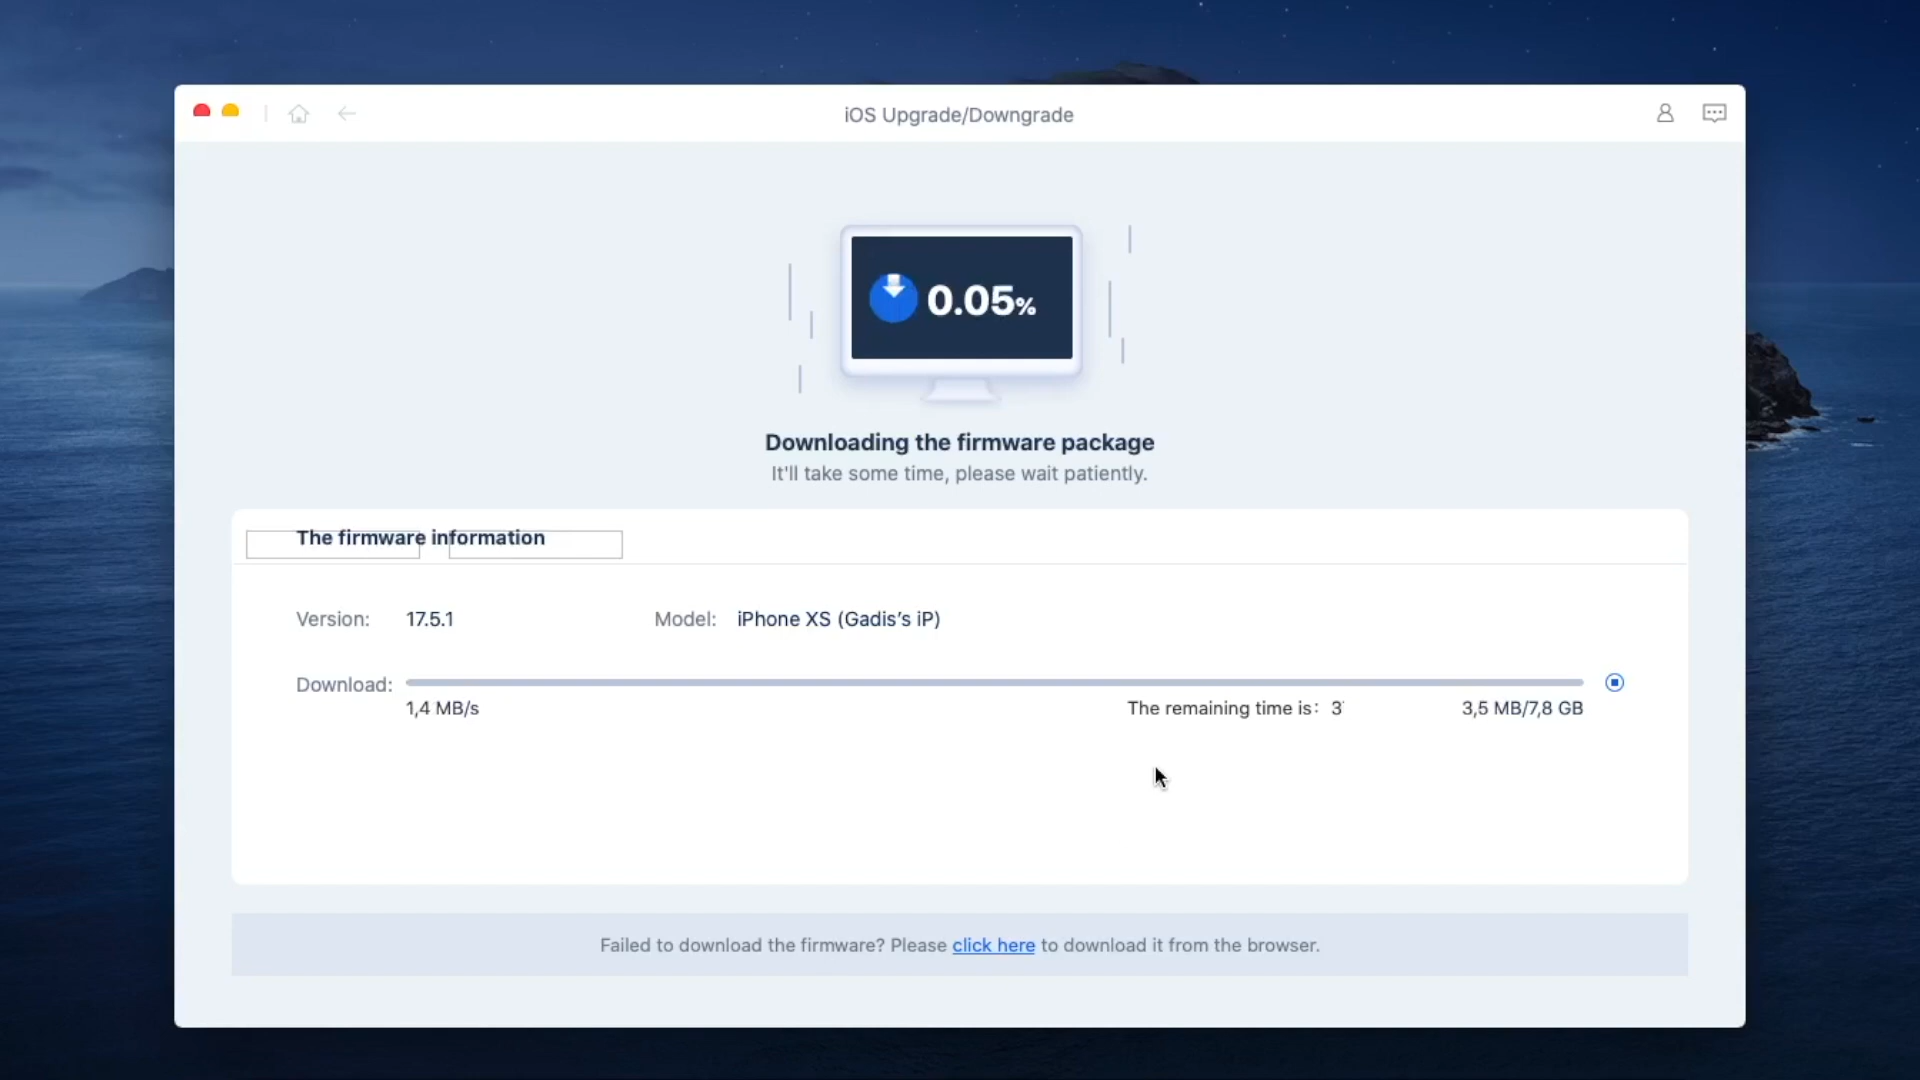 iOS Upgrade/Downgrade
0.05%
Downloading the firmware package
It'll take some time, please wait patiently.
The firmware information
Version: 17.5.1 Model: iPhone XS (Gadis’s iP)
Download:
1,4 MB/s The remaining time is: 3 3,5 MB/7,8 GB
Failed to download the firmware? Please click here to download it from the browser.